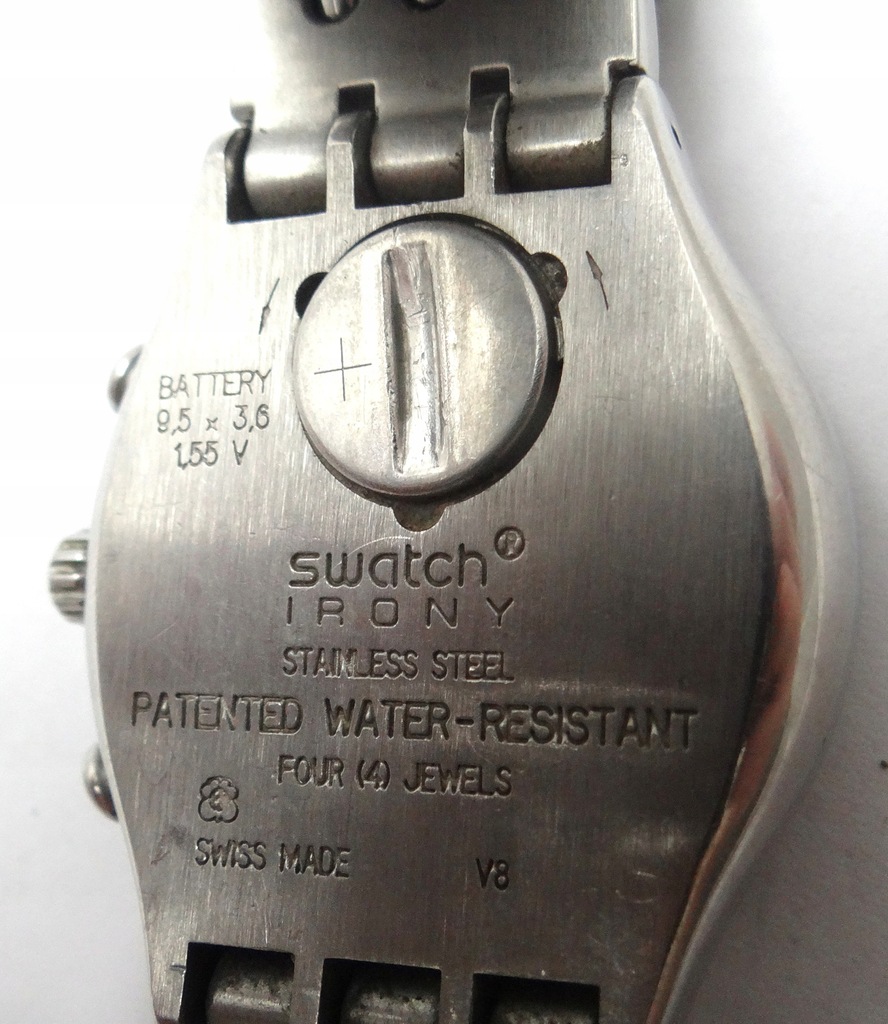 +
BATTERY
9,5 x 3,6
1,55 V
swatch®
IRONY
STAINLESS STEEL
PATENTED WATER-RESISTANT
FOUR (4) JEWELS
SWISS MADE
V8